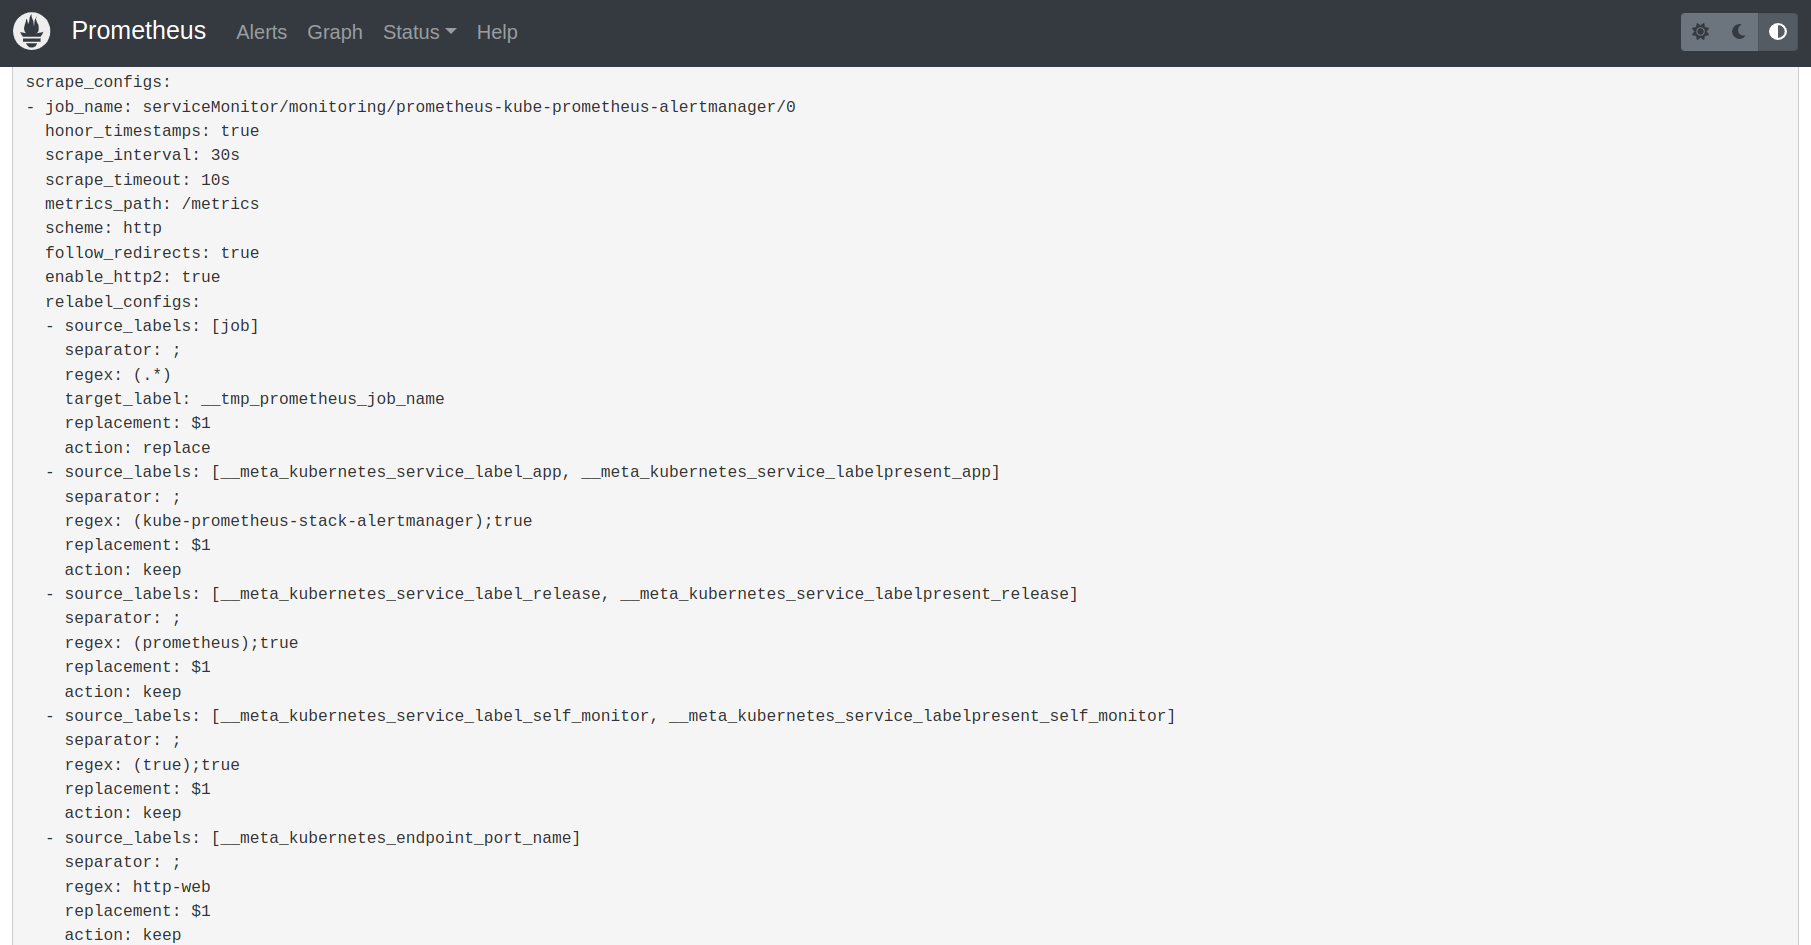 Prometheus Alerts Graph Status Help
scrape_configs:
- job_name: serviceMonitor/monitoring/prometheus-kube-prometheus-alertmanager/0
  honor_timestamps: true
  scrape_interval: 30s
  scrape_timeout: 10s
  metrics_path: /metrics
  scheme: http
  follow_redirects: true
  enable_http2: true
  relabel_configs:
  - source_labels: [job]
    separator: ;
    regex: (.*)
    target_label: __tmp_prometheus_job_name
    replacement: $1
    action: replace
  - source_labels: [__meta_kubernetes_service_label_app, __meta_kubernetes_service_labelpresent_app]
    separator: ;
    regex: (kube-prometheus-stack-alertmanager);true
    replacement: $1
    action: keep
  - source_labels: [__meta_kubernetes_service_label_release, __meta_kubernetes_service_labelpresent_release]
    separator: ;
    regex: (prometheus);true
    replacement: $1
    action: keep
  - source_labels: [__meta_kubernetes_service_label_self_monitor, __meta_kubernetes_service_labelpresent_self_monitor]
    separator: ;
    regex: (true);true
    replacement: $1
    action: keep
  - source_labels: [__meta_kubernetes_endpoint_port_name]
    separator: ;
    regex: http-web
    replacement: $1
    action: keep